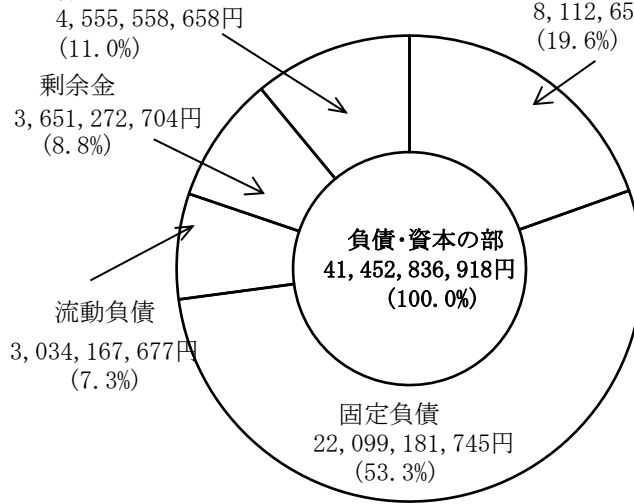 4,555,558,658円
(11.0%)
8,112,65
(19.6%)
剰余金
3,651,272,704円
(8.8%)
負債・資本の部
41,452,836,918円
(100.0%)
流動負債
3,034,167,677円
(7.3%)
固定負債
22,099,181,745円
(53.3%)